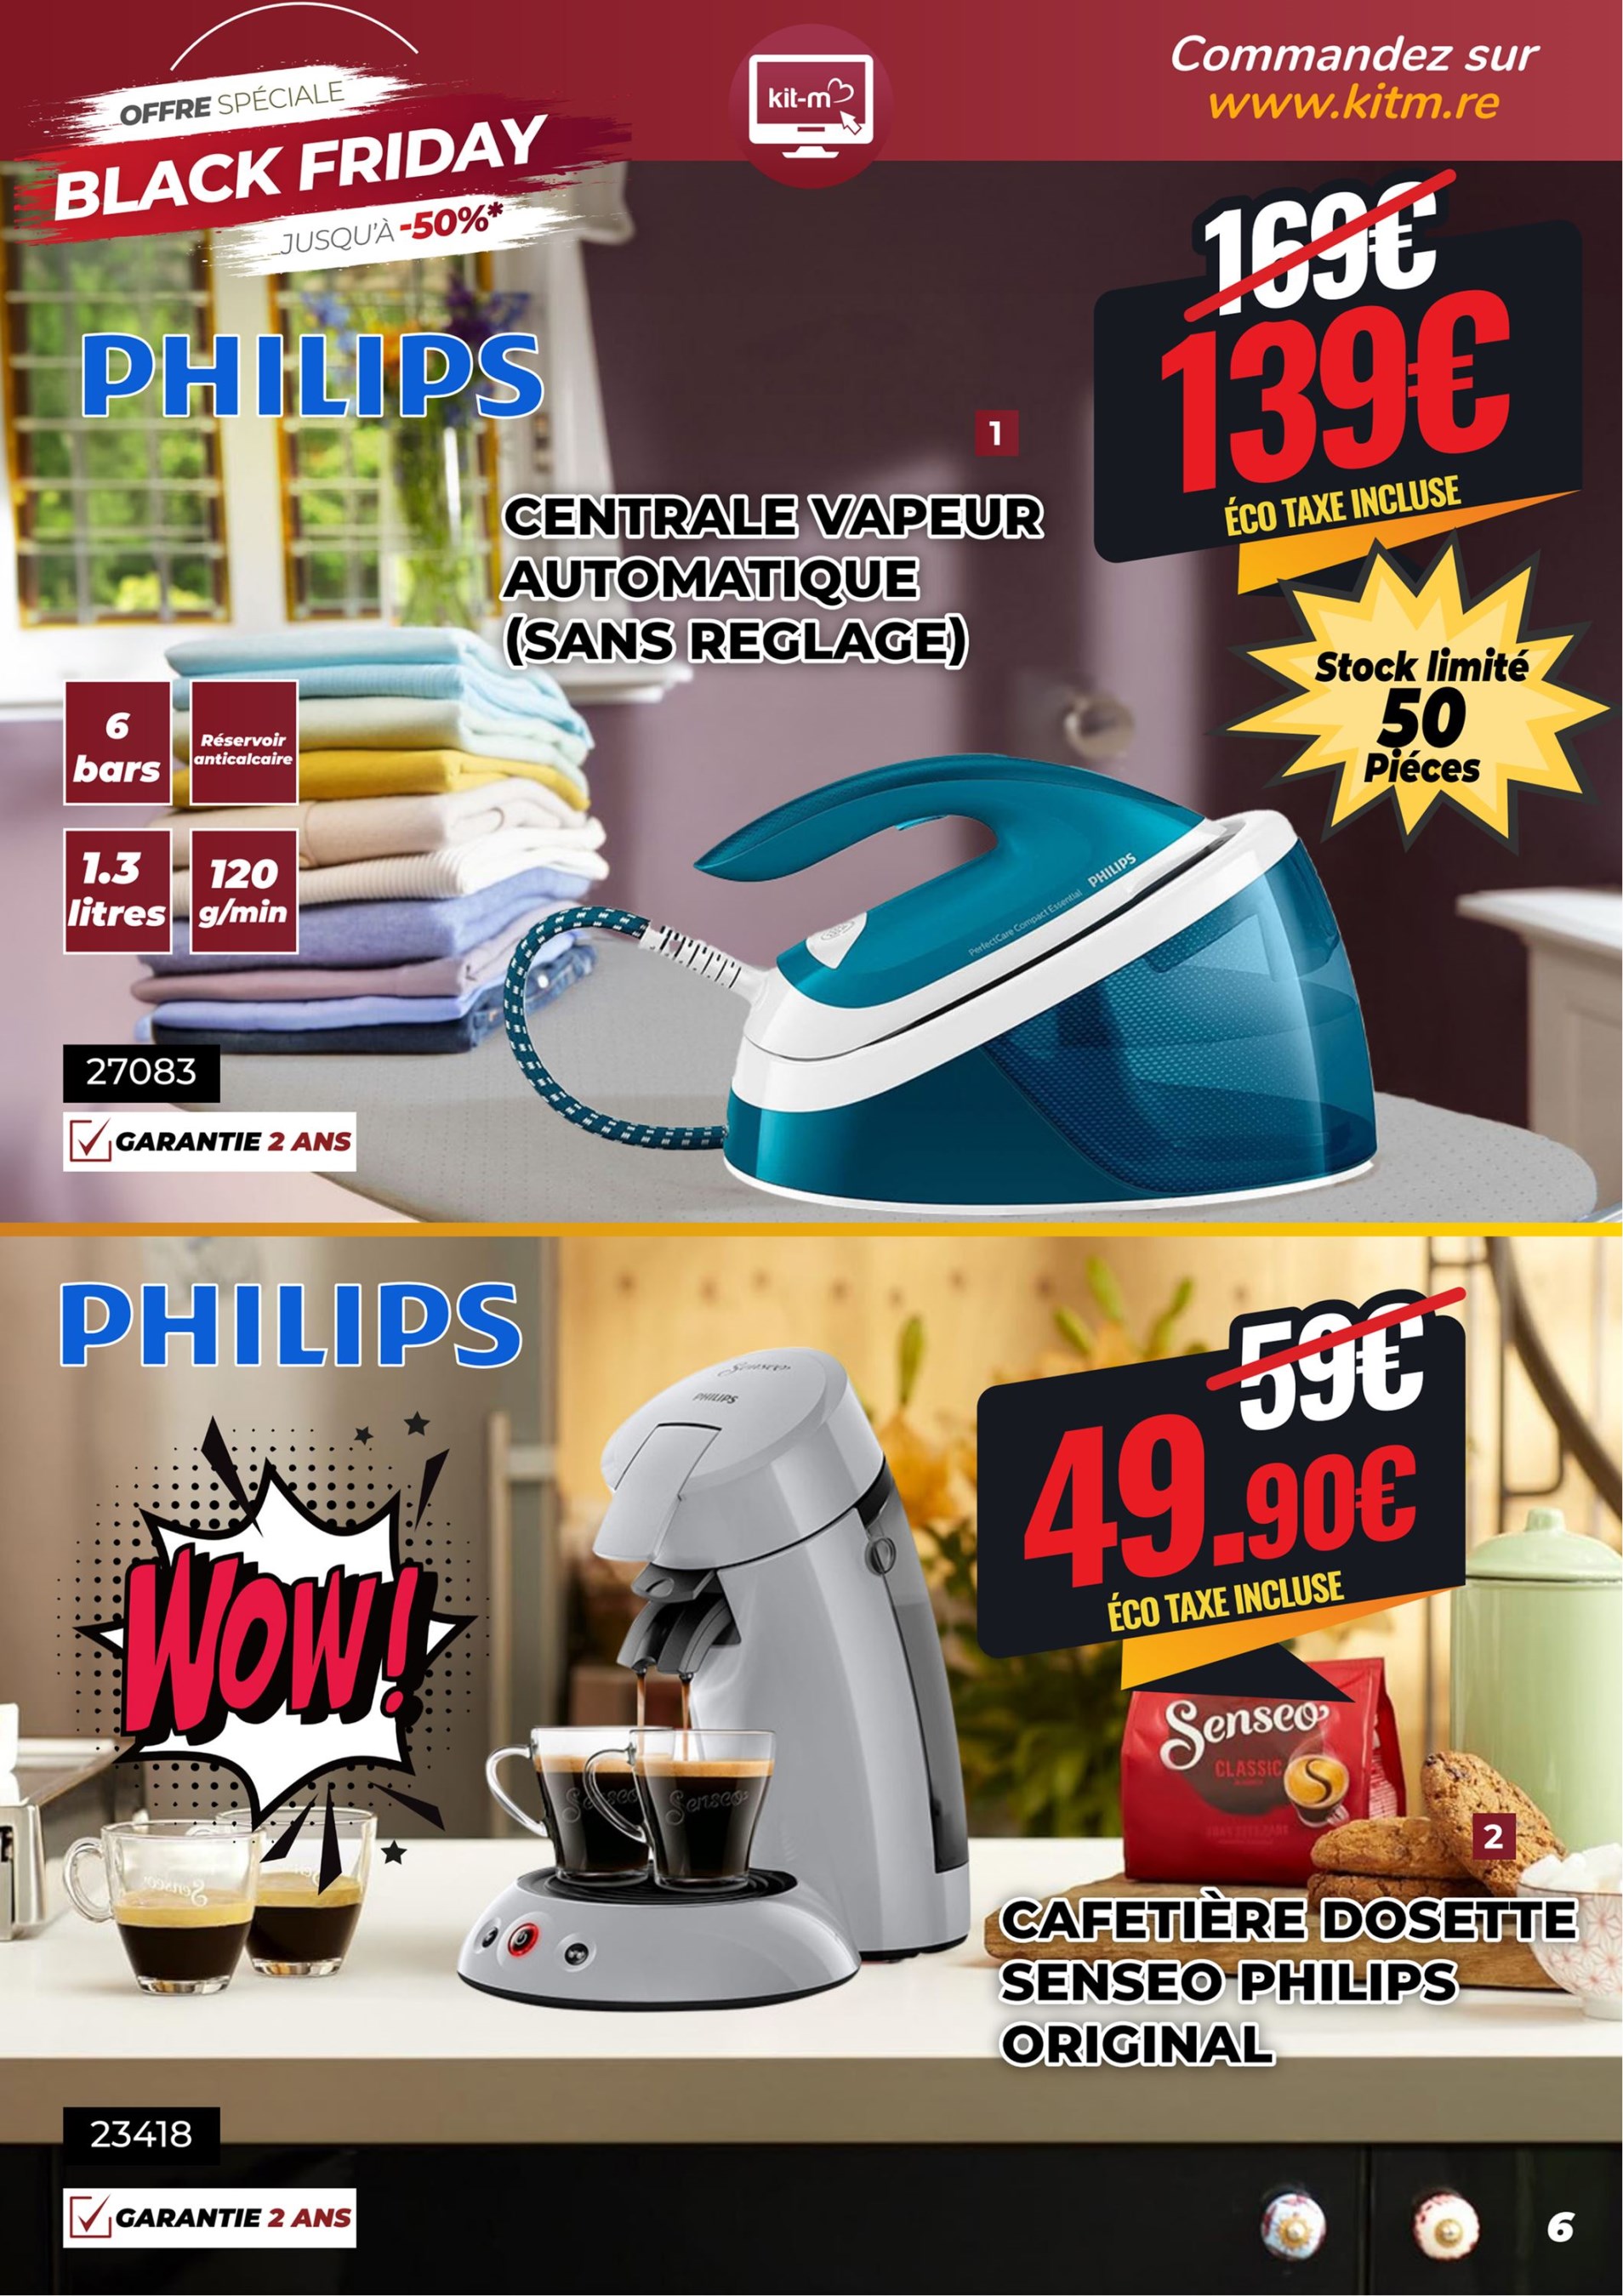 OFFRE SPÉCIALE
BLACK FRIDAY
JUSQU'À -50%*
kit-m
Commandez sur
www.kitm.re
169€
139€
ÉCO TAXE INCLUSE
PHILIPS
1
CENTRALE VAPEUR
AUTOMATIQUE
(SANS REGLAGE)
Stock limité
50
Piéces
6
bars
Réservoir
anticalcaire
1.3
litres
120
g/min
PerfectCare Compact Essential PHILIPS
27083
GARANTIE 2 ANS
PHILIPS
59€
49.90€
ÉCO TAXE INCLUSE
Senseo
PHILIPS
WOW!
Senseo
CLASSIC
Senseo
Senseo
Senseo
2
CAFETIÈRE DOSETTE
SENSEO PHILIPS
ORIGINAL
23418
GARANTIE 2 ANS
6